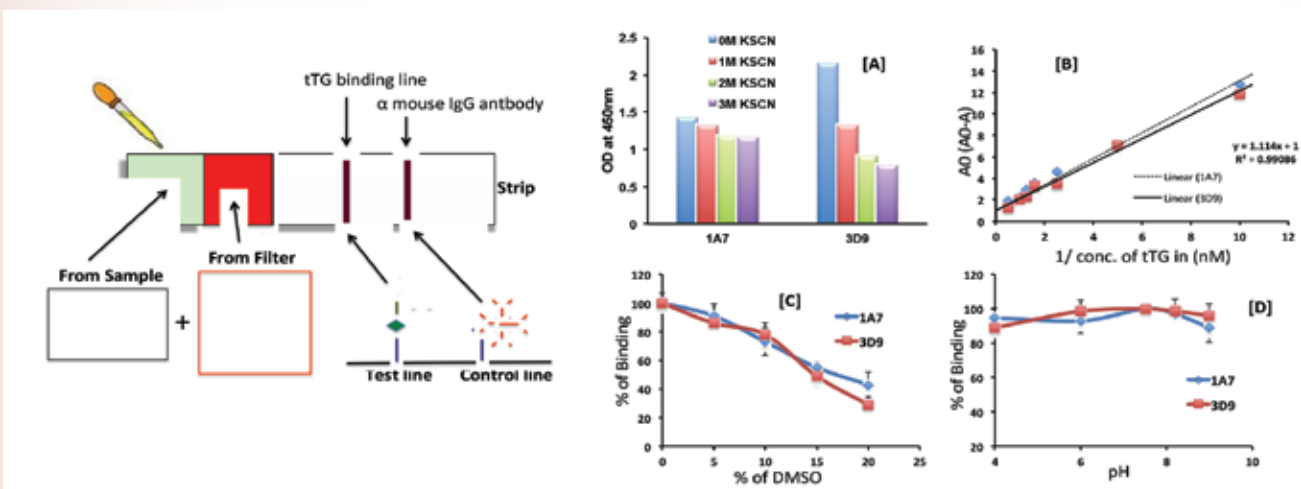 tTG binding line
α mouse IgG antbody
Strip
From Sample
From Filter
+
Test line
Control line
[A]
OD at 460nm
2.5
2
1.5
1
0.5
0
0M KSCN
1M KSCN
2M KSCN
3M KSCN
1A7
3D9
[B]
A0 (A0-A)
16
14
12
10
8
6
4
2
0
y = 1.114x + 1
R² = 0.99086
Linear (1A7)
Linear (3D9)
0
2
4
6
8
10
12
1/ conc. of tTG in (nM)
[C]
% of Binding
120
100
80
60
40
20
0
1A7
3D9
0
5
10
15
20
25
% of DMSO
[D]
% of Binding
120
100
80
60
40
20
1A7
3D9
4
6
8
10
pH